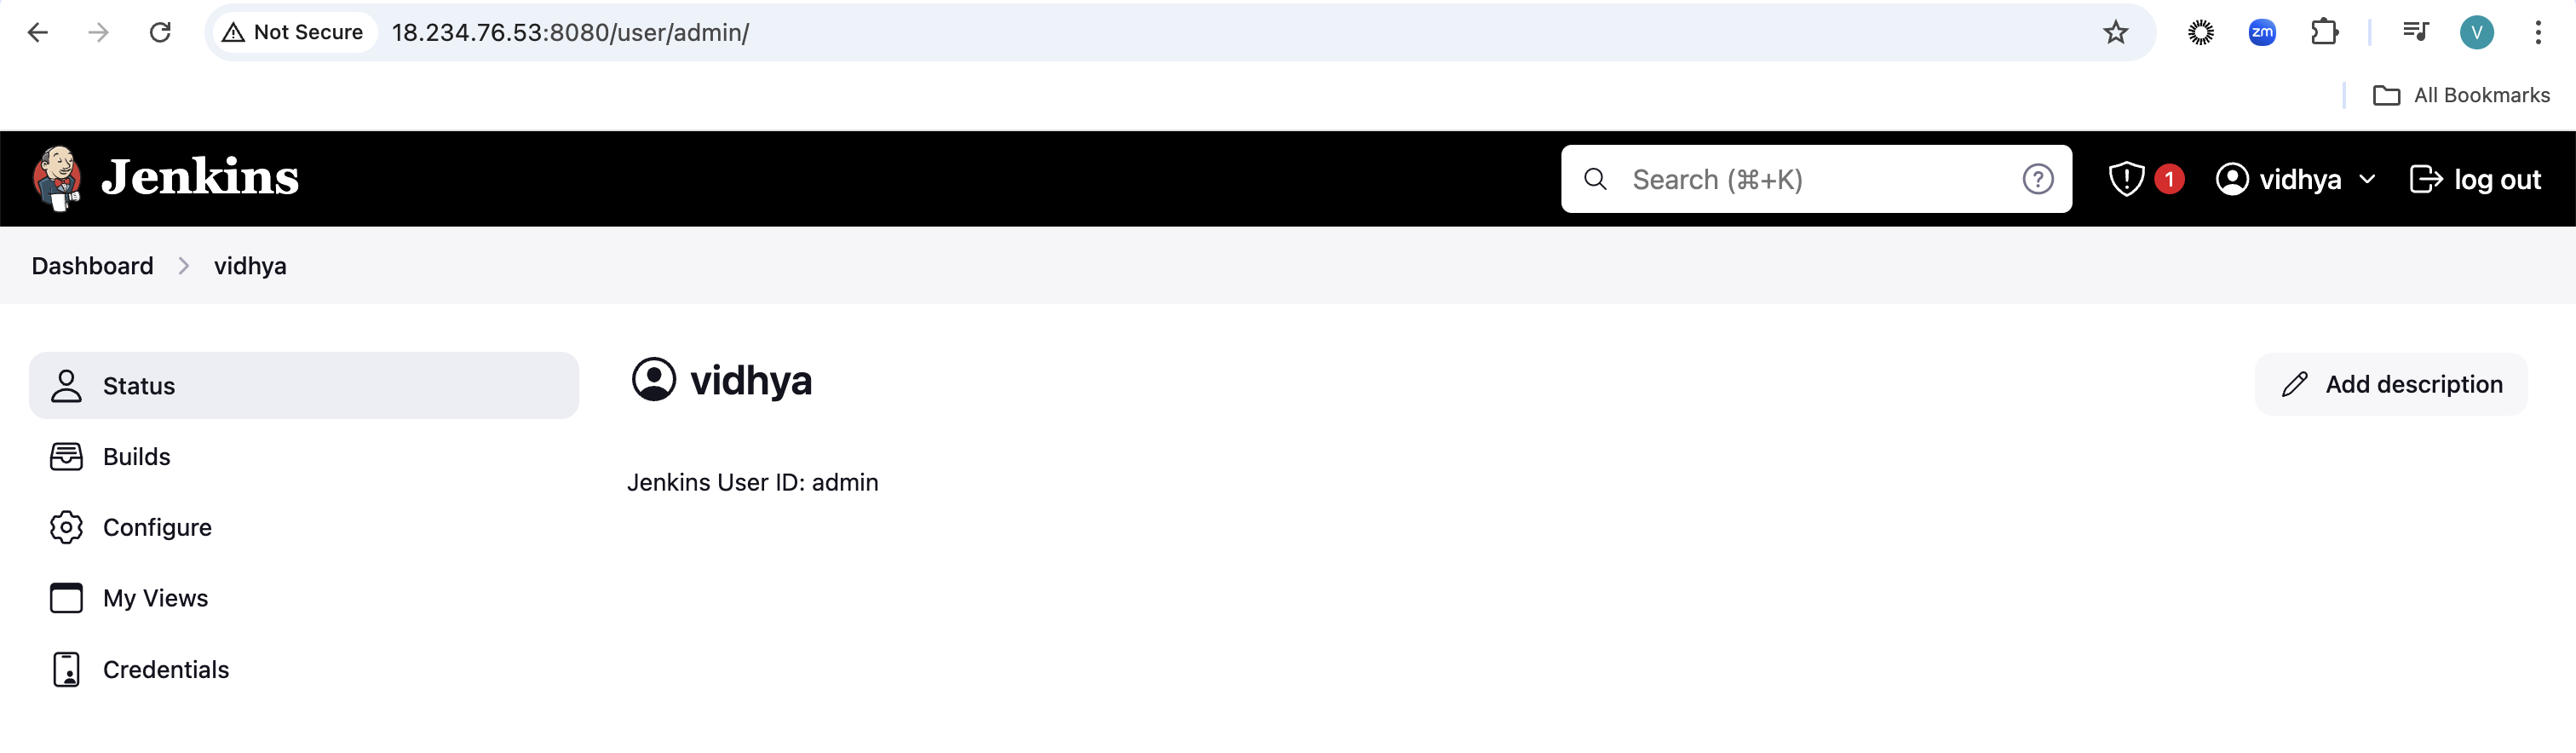 Not Secure 18.234.76.53:8080/user/admin/ zm V
All Bookmarks
Jenkins Search (⌘+K) ? 1 vidhya log out
Dashboard vidhya
Status
vidhya
Add description
Builds
Jenkins User ID: admin
Configure
My Views
Credentials